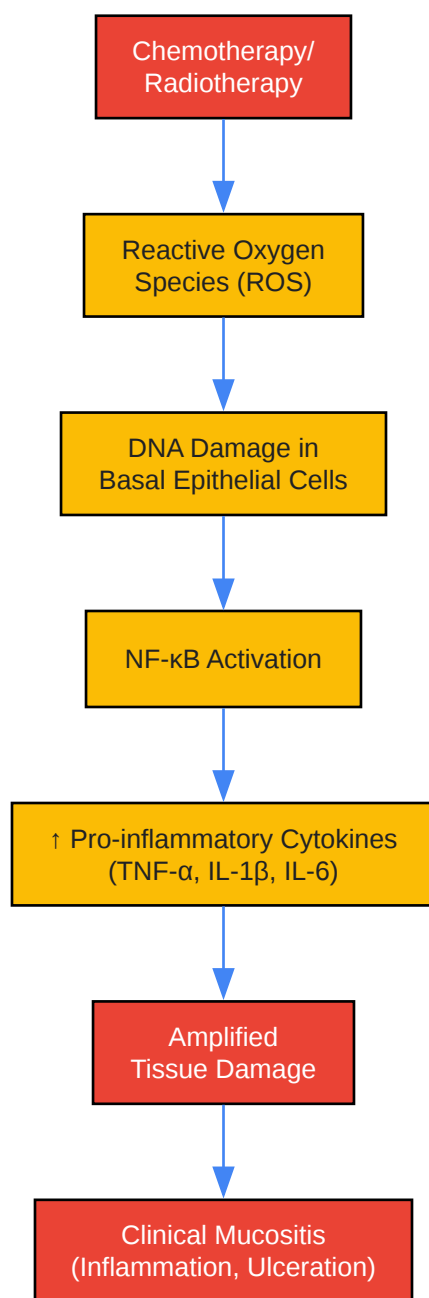 Chemotherapy/
Radiotherapy
Reactive Oxygen
Species (ROS)
DNA Damage in
Basal Epithelial Cells
NF-κB Activation
↑ Pro-inflammatory Cytokines
(TNF-α, IL-1β, IL-6)
Amplified
Tissue Damage
Clinical Mucositis
(Inflammation, Ulceration)